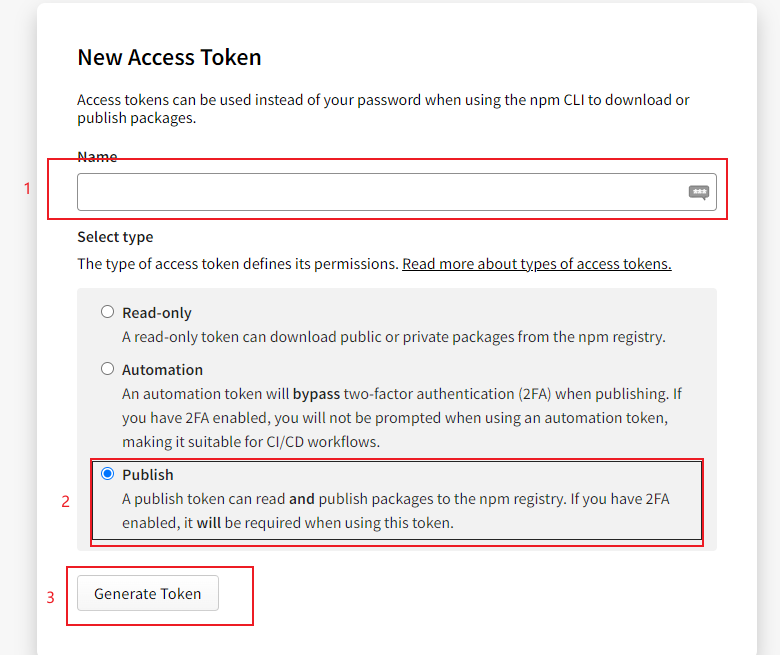 New Access Token
Access tokens can be used instead of your password when using the npm CLI to download or
publish packages.
Name
1
***
Select type
The type of access token defines its permissions. Read more about types of access tokens.
Read-only
A read-only token can download public or private packages from the npm registry.
Automation
An automation token will bypass two-factor authentication (2FA) when publishing. If
you have 2FA enabled, you will not be prompted when using an automation token,
making it suitable for CI/CD workflows.
Publish
2
A publish token can read and publish packages to the npm registry. If you have 2FA
enabled, it will be required when using this token.
3
Generate Token